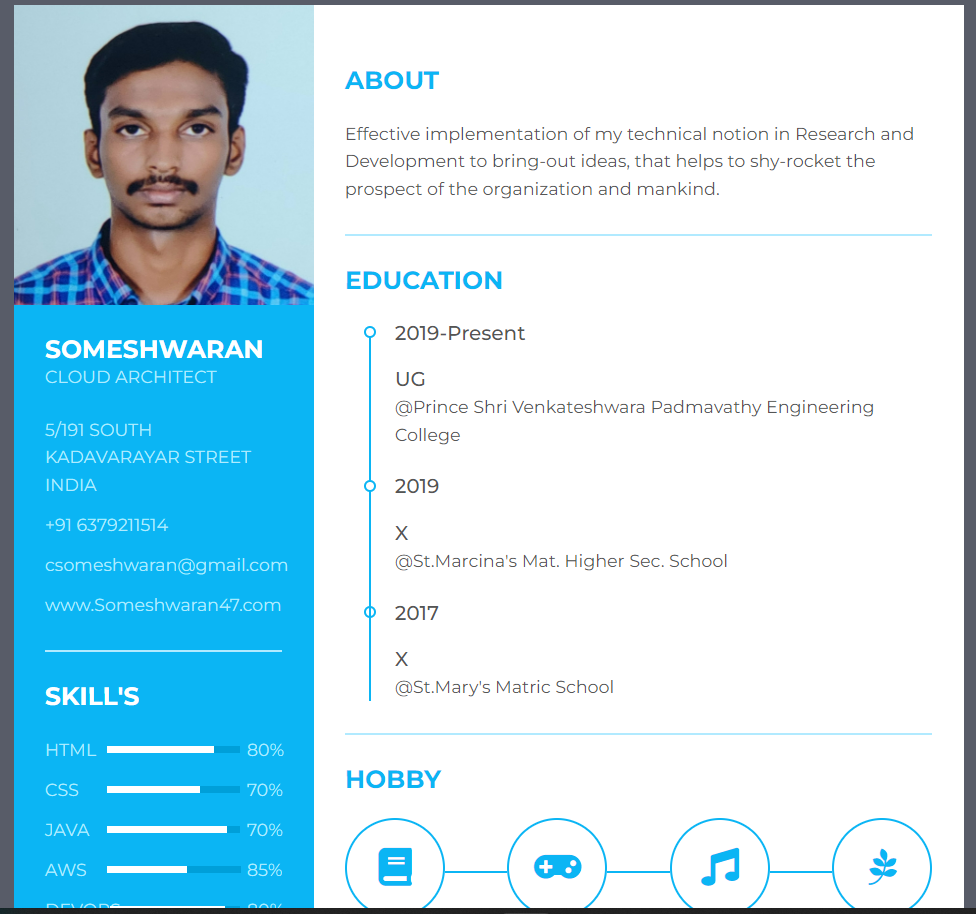 SOMESHWARAN
CLOUD ARCHITECT
5/191 SOUTH
KADAVARAYAR STREET
INDIA
+91 6379211514
csomeshwaran@gmail.com
www.Someshwaran47.com
SKILL'S
HTML 80%
CSS 70%
JAVA 70%
AWS 85%
DEVOPS 80%
ABOUT
Effective implementation of my technical notion in Research and
Development to bring-out ideas, that helps to shy-rocket the
prospect of the organization and mankind.
EDUCATION
2019-Present
UG
@Prince Shri Venkateshwara Padmavathy Engineering
College
2019
X
@St.Marcina's Mat. Higher Sec. School
2017
X
@St.Mary's Matric School
HOBBY